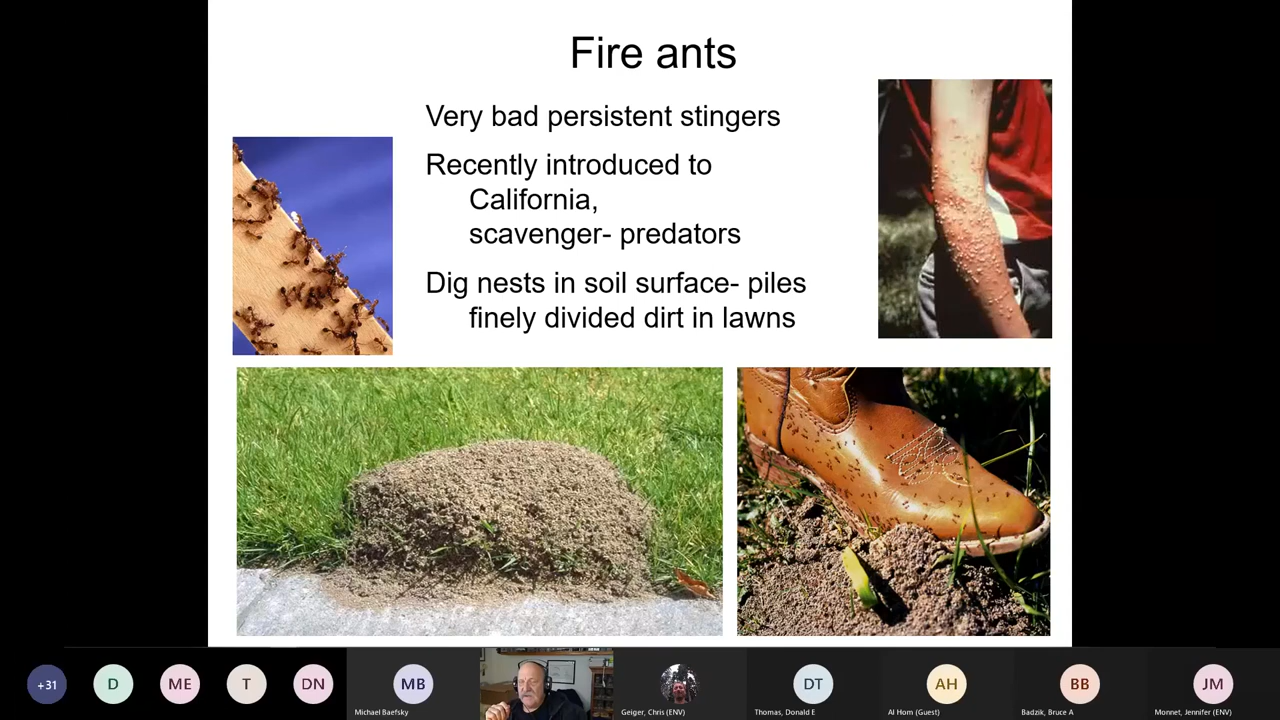 Fire ants
Very bad persistent stingers
Recently introduced to
California,
scavenger- predators
Dig nests in soil surface- piles
finely divided dirt in lawns
+31
D
ME
T
DN
MB
DT
AH
BB
JM
Michael Baefsky
Geiger, Chris (ENV)
Thomas, Donald E
Al Hom (Guest)
Badzik, Bruce A
Monnet, Jennifer (ENV)